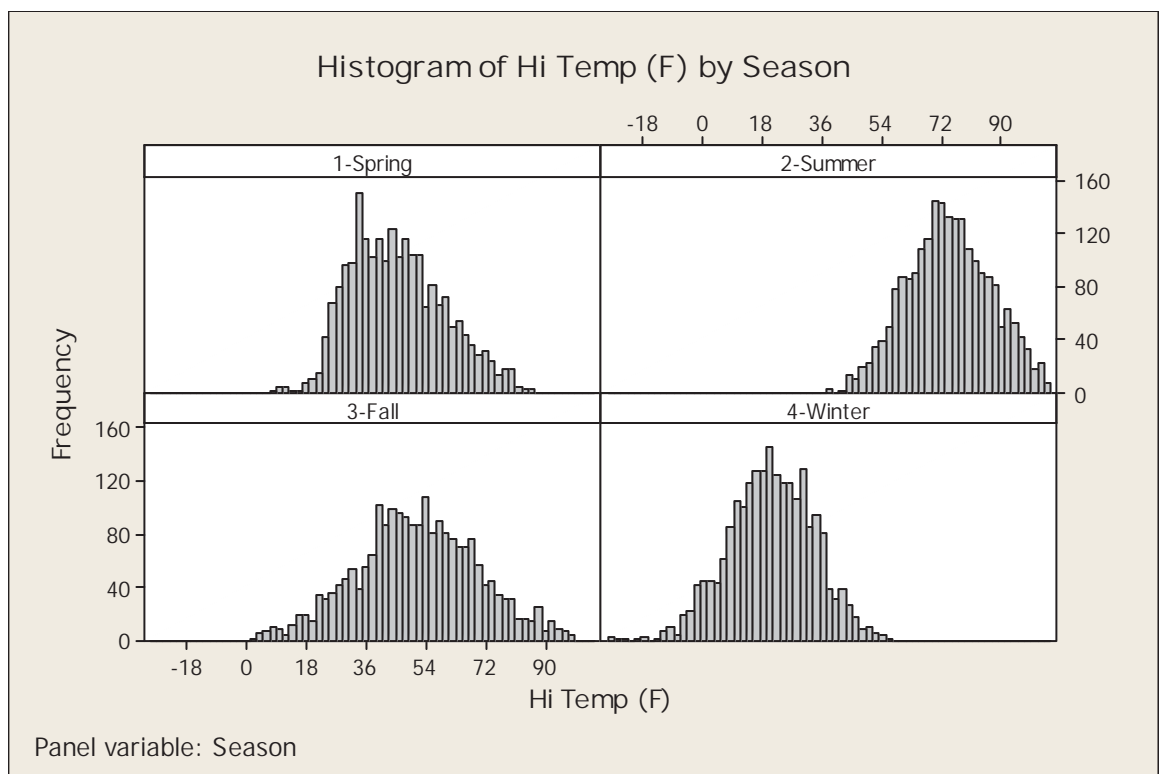 Histogram of Hi Temp (F) by Season
-18 0 18 36 54 72 90
1-Spring 2-Summer
160
120
80
40
0
3-Fall 4-Winter
Frequency
160
120
80
40
0
-18 0 18 36 54 72 90
Hi Temp (F)
Panel variable: Season